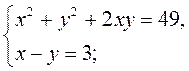 x² + y² + 2xy = 49,
x − y = 3;